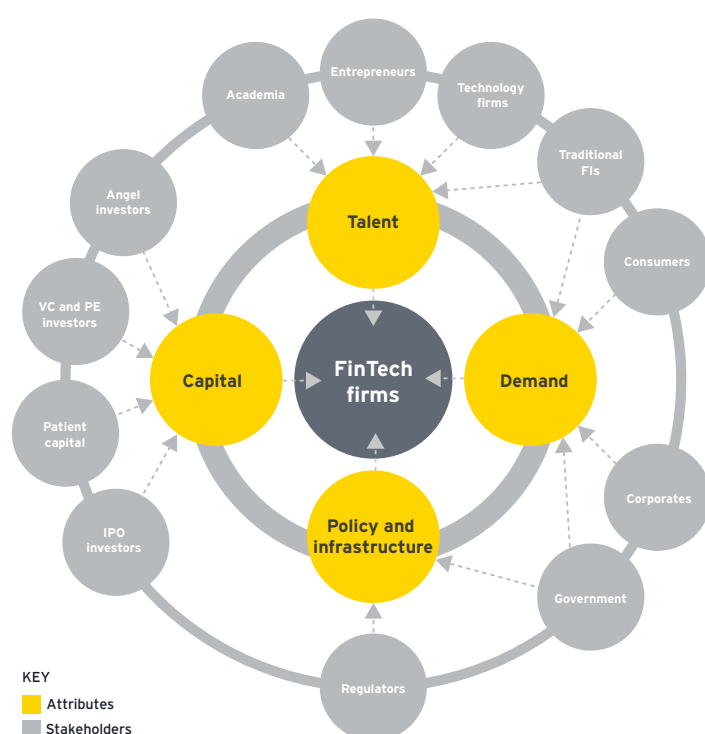 Entrepreneurs
Academia
Technology
firms
Traditional
FIs
Angel
investors
Talent
Consumers
VC and PE
investors
Capital
FinTech
firms
Demand
Patient
capital
Corporates
IPO
investors
Policy and
infrastructure
Government
Regulators
KEY
Attributes
Stakeholders